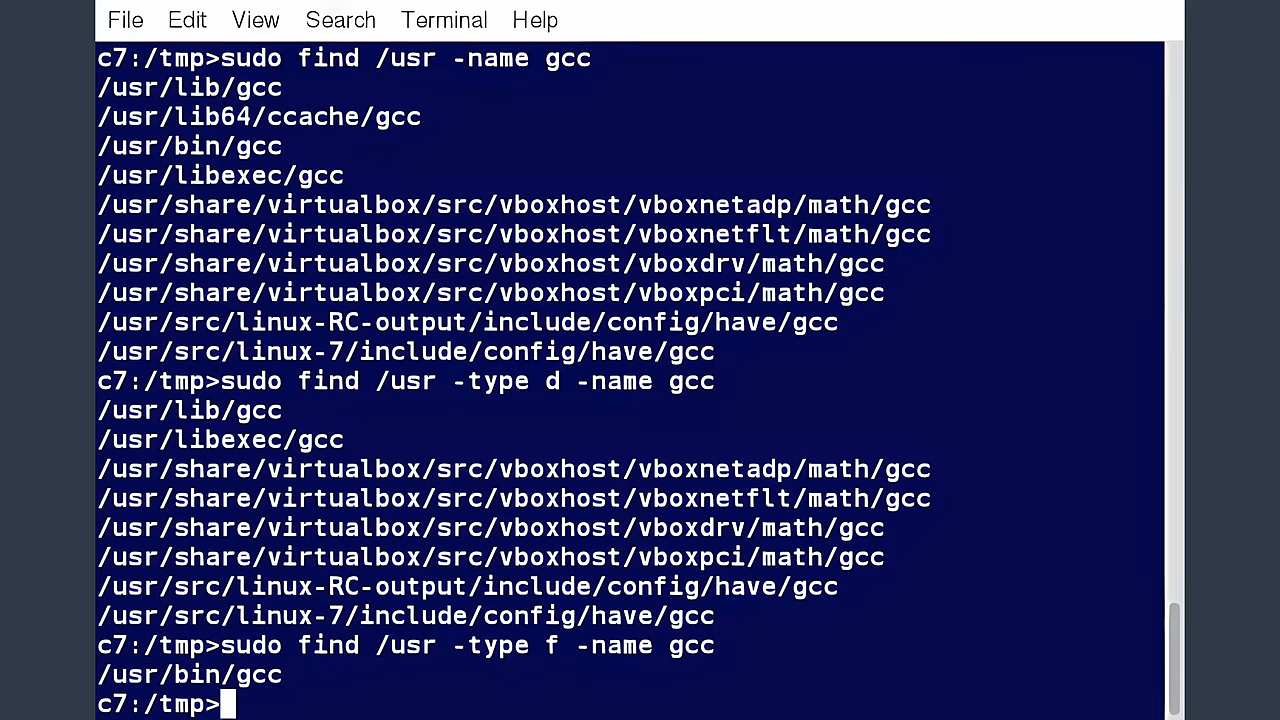 File Edit View Search Terminal Help
c7:/tmp>sudo find /usr -name gcc
/usr/lib/gcc
/usr/lib64/ccache/gcc
/usr/bin/gcc
/usr/libexec/gcc
/usr/share/virtualbox/src/vboxhost/vboxnetadp/math/gcc
/usr/share/virtualbox/src/vboxhost/vboxnetflt/math/gcc
/usr/share/virtualbox/src/vboxhost/vboxdrv/math/gcc
/usr/share/virtualbox/src/vboxhost/vboxpci/math/gcc
/usr/src/linux-RC-output/include/config/have/gcc
/usr/src/linux-7/include/config/have/gcc
c7:/tmp>sudo find /usr -type d -name gcc
/usr/lib/gcc
/usr/libexec/gcc
/usr/share/virtualbox/src/vboxhost/vboxnetadp/math/gcc
/usr/share/virtualbox/src/vboxhost/vboxnetflt/math/gcc
/usr/share/virtualbox/src/vboxhost/vboxdrv/math/gcc
/usr/share/virtualbox/src/vboxhost/vboxpci/math/gcc
/usr/src/linux-RC-output/include/config/have/gcc
/usr/src/linux-7/include/config/have/gcc
c7:/tmp>sudo find /usr -type f -name gcc
/usr/bin/gcc
c7:/tmp>